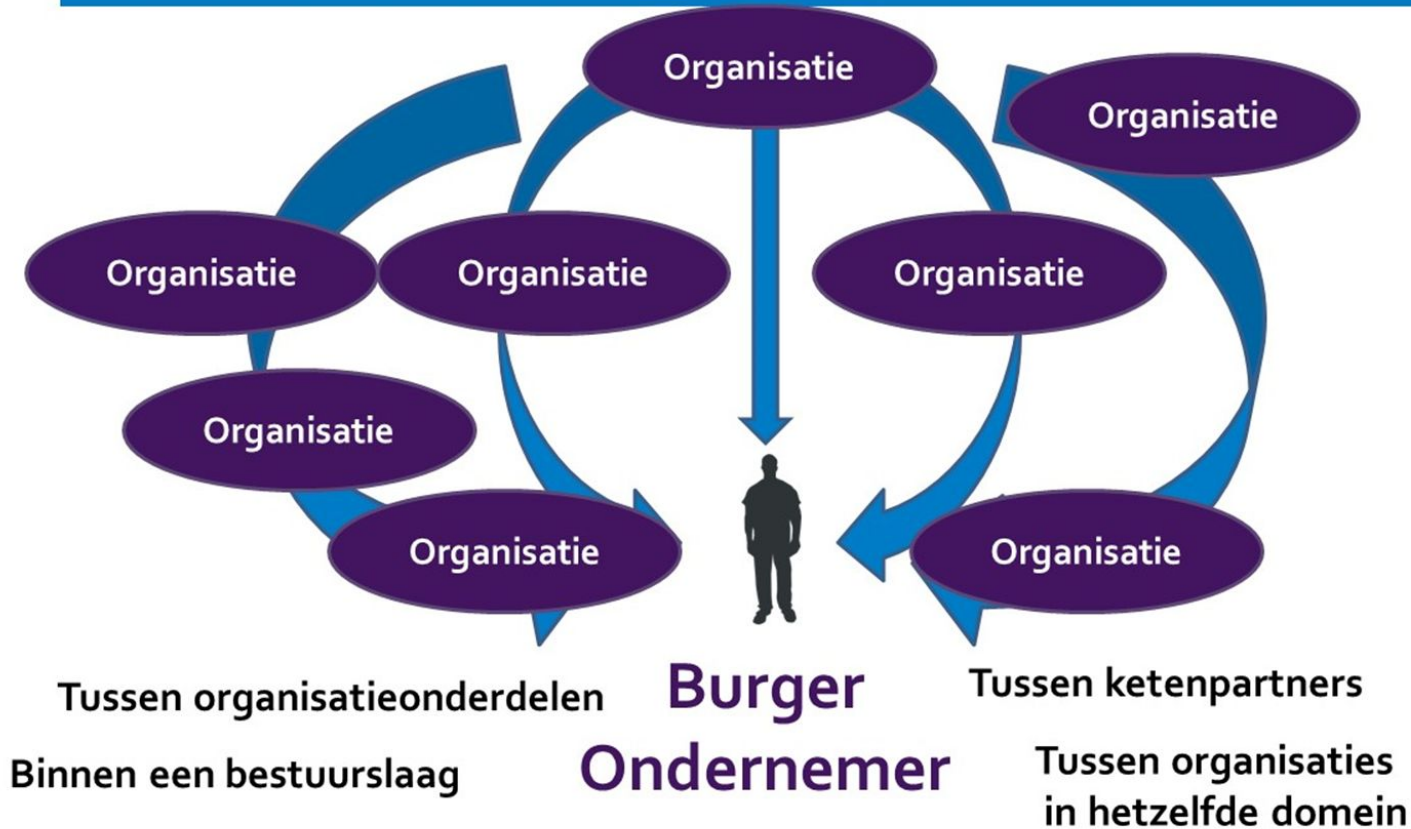 Organisatie
Organisatie
Organisatie
Organisatie
Organisatie
Organisatie
Organisatie
Organisatie
Tussen organisatieonderdelen
Binnen een bestuurslaag
Burger
Ondernemer
Tussen ketenpartners
Tussen organisaties
in hetzelfde domein